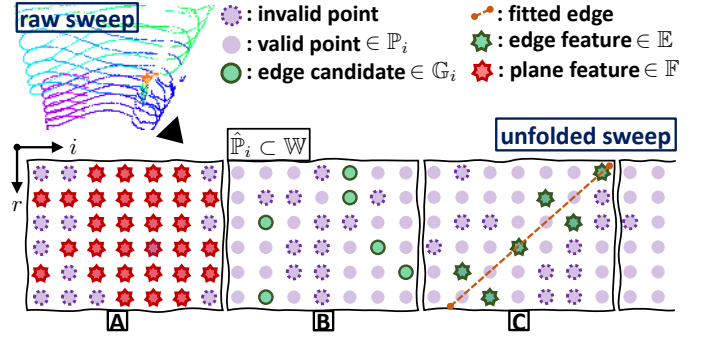 raw sweep
: invalid point
: valid point ∈ ℙᵢ
: edge candidate ∈ 𝔾ᵢ
: fitted edge
: edge feature ∈ 𝔼
: plane feature ∈ 𝔽
i
r
ℙ̂ᵢ ⊂ 𝕎
unfolded sweep
A
B
C